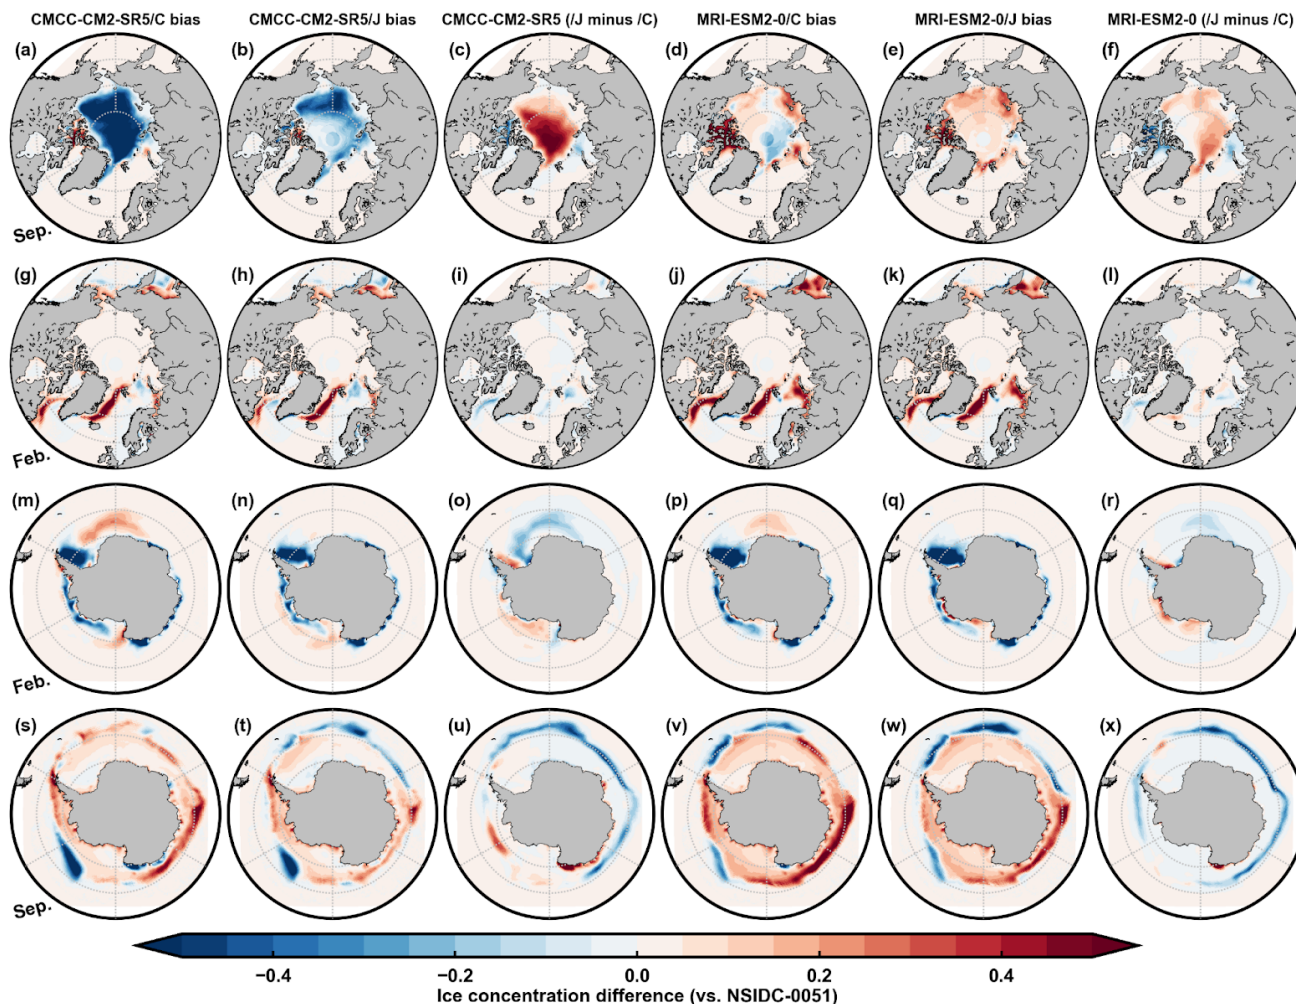 CMCC-CM2-SR5/C bias CMCC-CM2-SR5/J bias CMCC-CM2-SR5 (/J minus /C) MRI-ESM2-0/C bias MRI-ESM2-0/J bias MRI-ESM2-0 (/J minus /C)
(a) (b) (c) (d) (e) (f)
Sep.
(g) (h) (i) (j) (k) (l)
Feb.
(m) (n) (o) (p) (q) (r)
Feb.
(s) (t) (u) (v) (w) (x)
Sep.
−0.4 −0.2 0.0 0.2 0.4
Ice concentration difference (vs. NSIDC-0051)